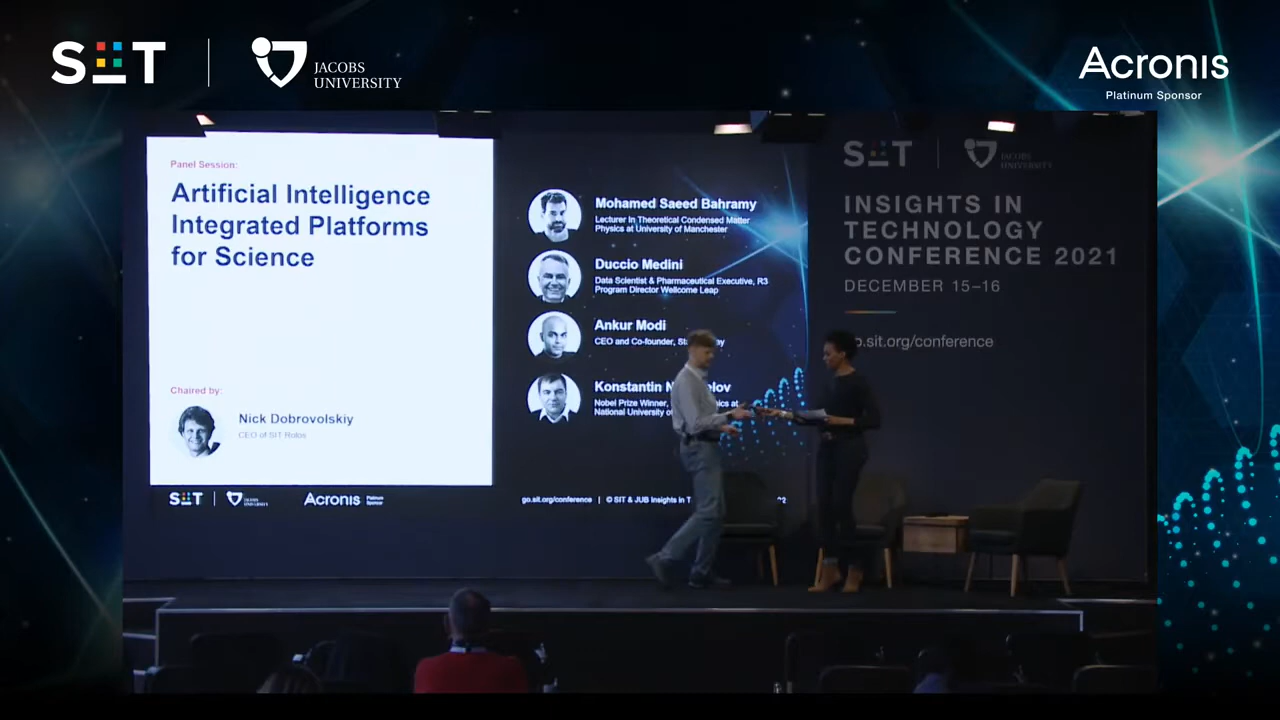 SIT
JACOBS
UNIVERSITY
Acronis
Platinum Sponsor
Panel Session:
Artificial Intelligence
Integrated Platforms
for Science
Chaired by:
Nick Dobrovolskiy
CEO of SIT Rolos
SIT
Acronis
Platinum
Sponsor
Mohamed Saeed Bahramy
Lecturer In Theoretical Condensed Matter
Physics at University of Manchester
Duccio Medini
Data Scientist & Pharmaceutical Executive, R3
Program Director Wellcome Leap
Ankur Modi
CEO and Co-founder,
Konstantin
Nobel Prize Winner,
National University of
go.sit.org/conference | © SIT & JUB Insights in T
SIT
JACOBS
UNIVERSITY
INSIGHTS IN
TECHNOLOGY
CONFERENCE 2021
DECEMBER 15–16
o.sit.org/conference